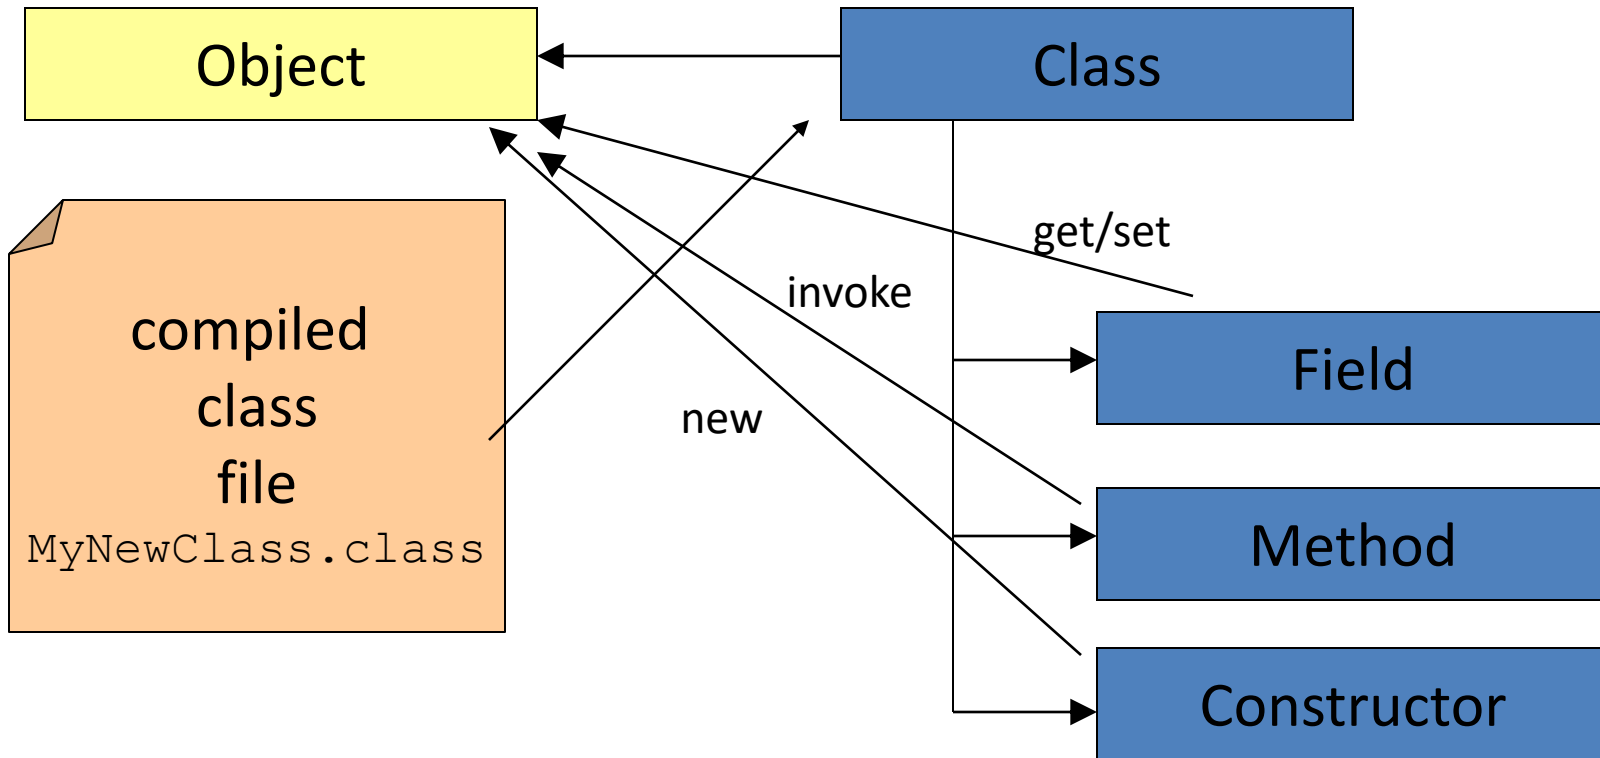 Object
Class
get/set
invoke
compiled
class
file
MyNewClass.class
new
Field
Method
Constructor